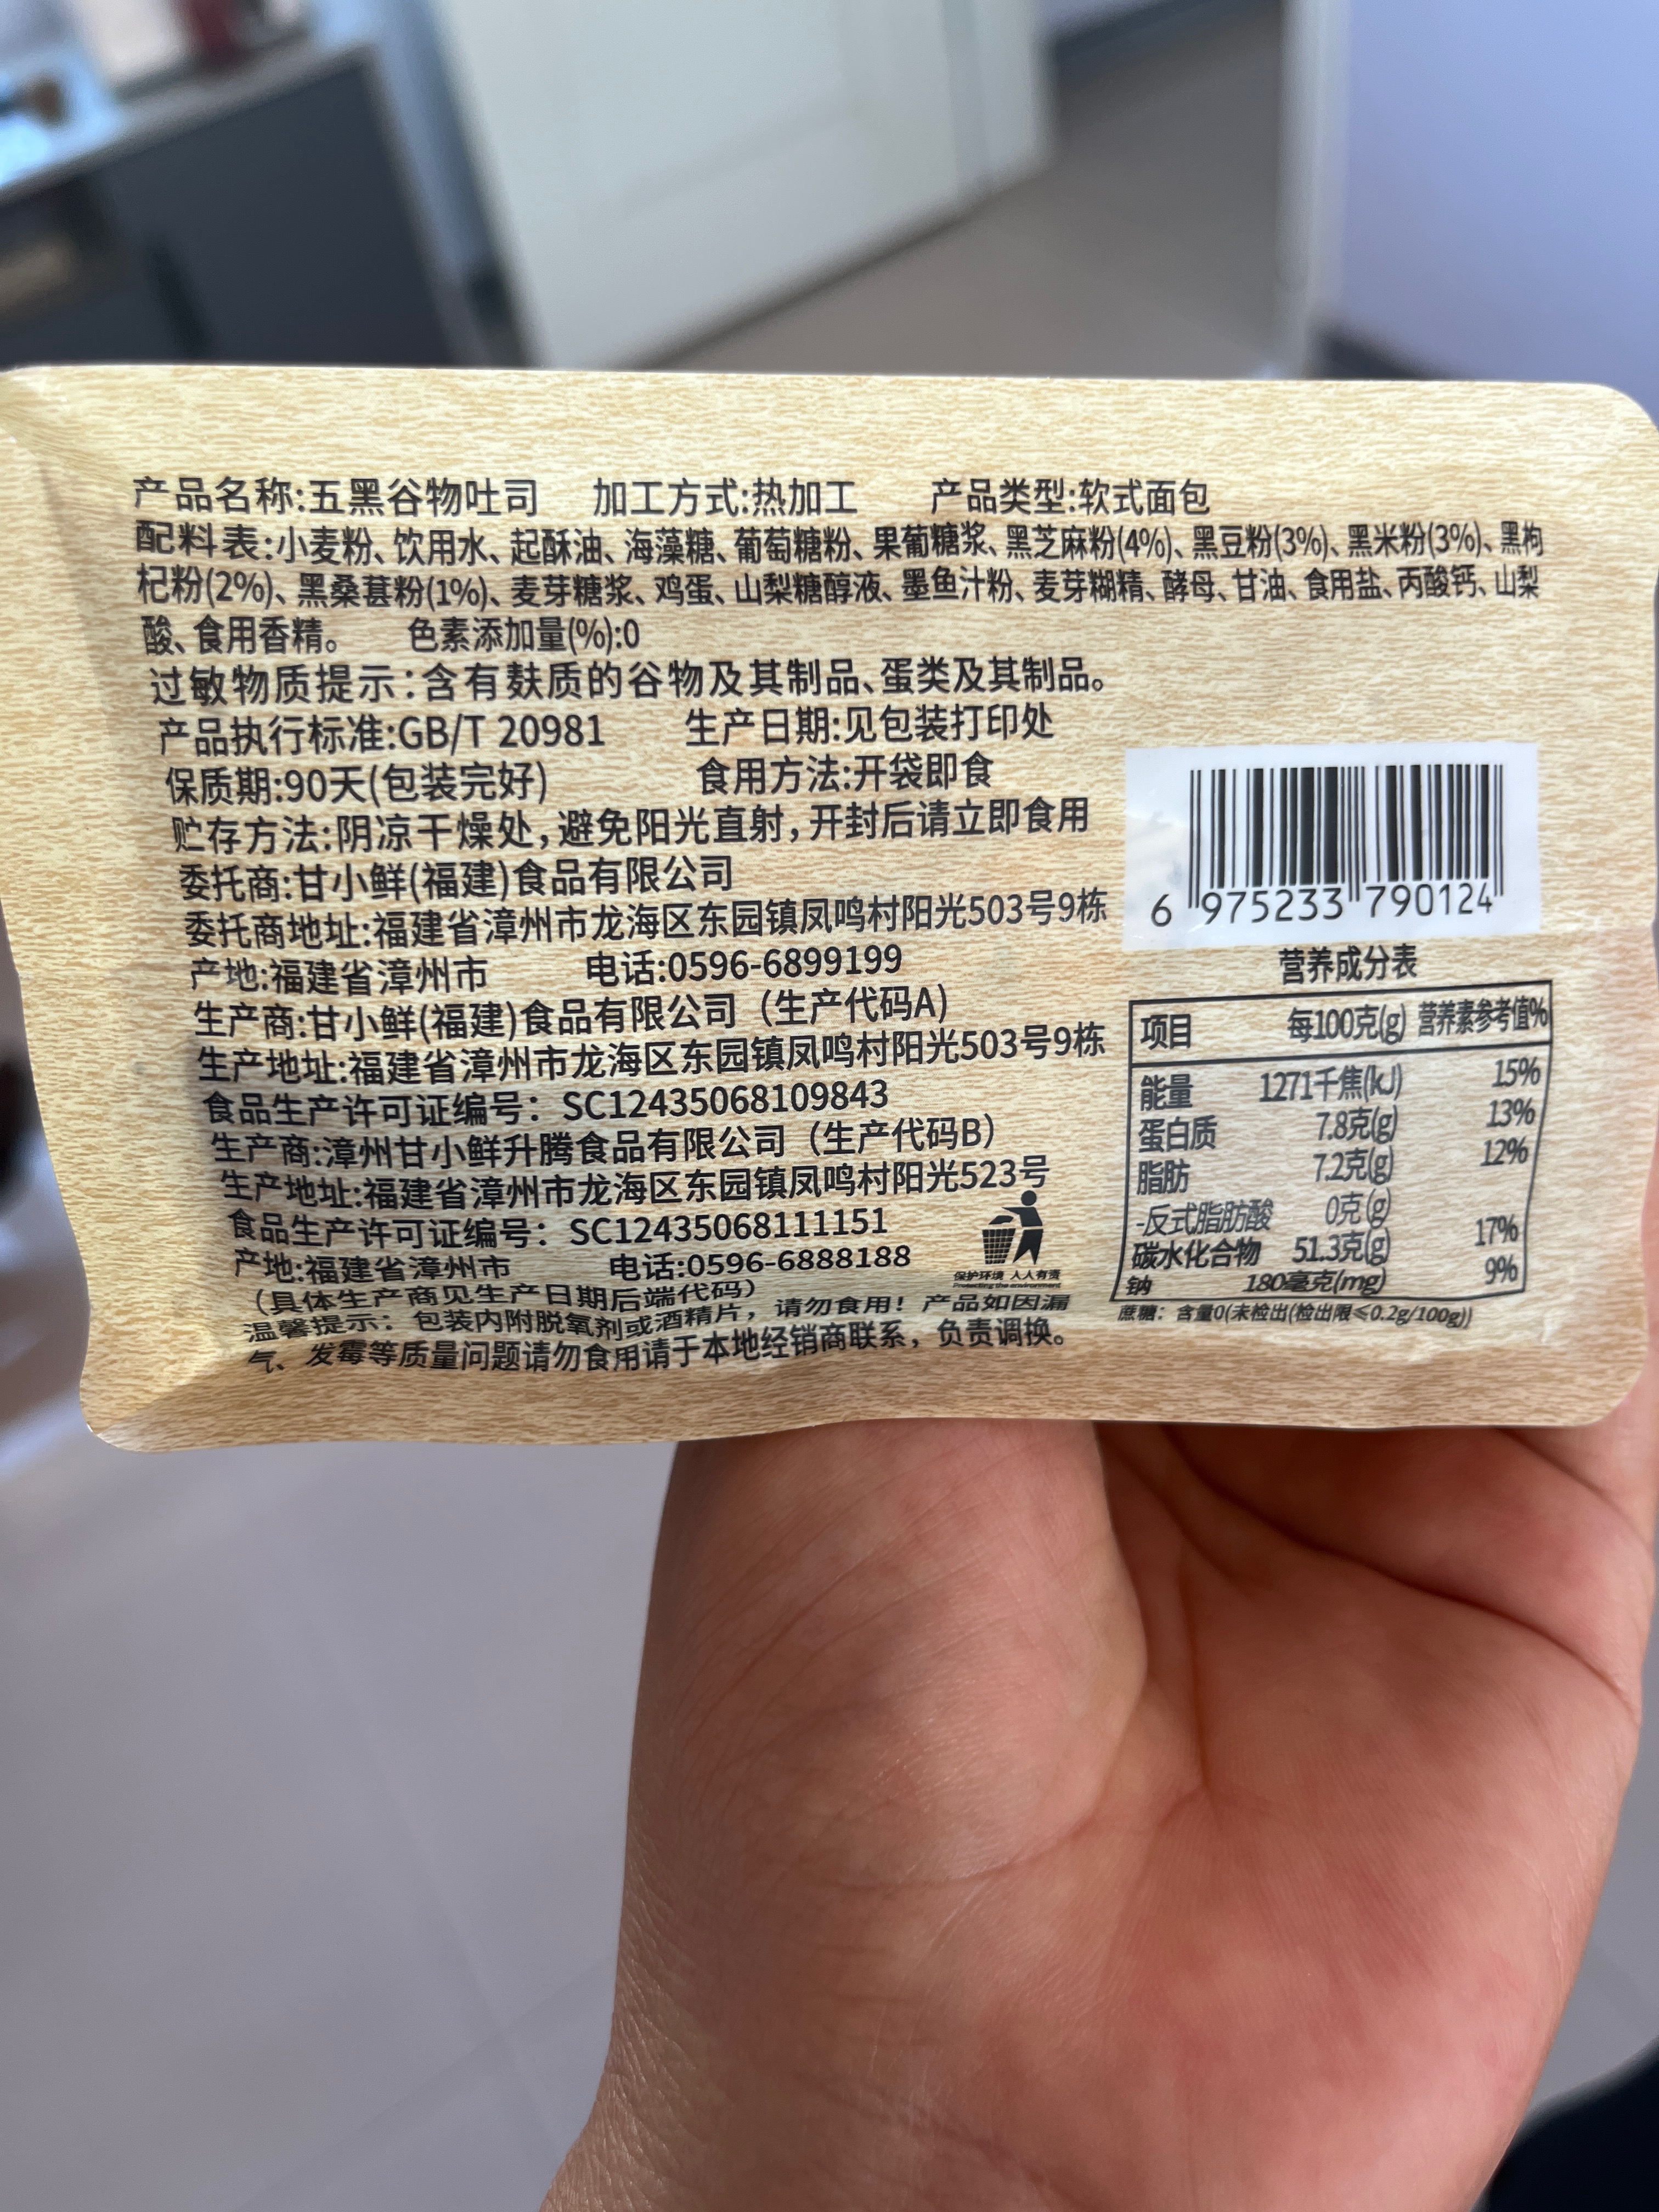 产品名称:五黑谷物吐司 加工方式:热加工 产品类型:软式面包
配料表:小麦粉、饮用水、起酥油、海藻糖、葡萄糖粉、果葡糖浆、黑芝麻粉(4%)、黑豆粉(3%)、黑米粉(3%)、黑枸
杞粉(2%)、黑桑葚粉(1%)、麦芽糖浆、鸡蛋、山梨糖醇液、墨鱼汁粉、麦芽糊精、酵母、甘油、食用盐、丙酸钙、山梨
酸、食用香精。 色素添加量(%):0
过敏物质提示:含有麸质的谷物及其制品、蛋类及其制品。
产品执行标准:GB/T 20981 生产日期:见包装打印处
保质期:90天(包装完好) 食用方法:开袋即食
贮存方法:阴凉干燥处,避免阳光直射,开封后请立即食用
委托商:甘小鲜(福建)食品有限公司
委托商地址:福建省漳州市龙海区东园镇凤鸣村阳光503号9栋
产地:福建省漳州市 电话:0596-6899199
生产商:甘小鲜(福建)食品有限公司（生产代码A)
生产地址:福建省漳州市龙海区东园镇凤鸣村阳光503号9栋
食品生产许可证编号：SC12435068109843
生产商:漳州甘小鲜升腾食品有限公司（生产代码B）
生产地址:福建省漳州市龙海区东园镇凤鸣村阳光523号
食品生产许可证编号：SC12435068111151
产地:福建省漳州市 电话:0596-6888188
（具体生产商见生产日期后端代码）
温馨提示：包装内附脱氧剂或酒精片，请勿食用！产品如因漏
气、发霉等质量问题请勿食用请于本地经销商联系，负责调换。
保护环境 人人有责
Protecting the environment
6 975233 790124
营养成分表
项目 每100克(g) 营养素参考值%
能量 1271千焦(kJ) 15%
蛋白质 7.8克(g) 13%
脂肪 7.2克(g) 12%
-反式脂肪酸 0克(g)
碳水化合物 51.3克(g) 17%
钠 180毫克(mg) 9%
蔗糖：含量0(未检出(检出限≤0.2g/100g))